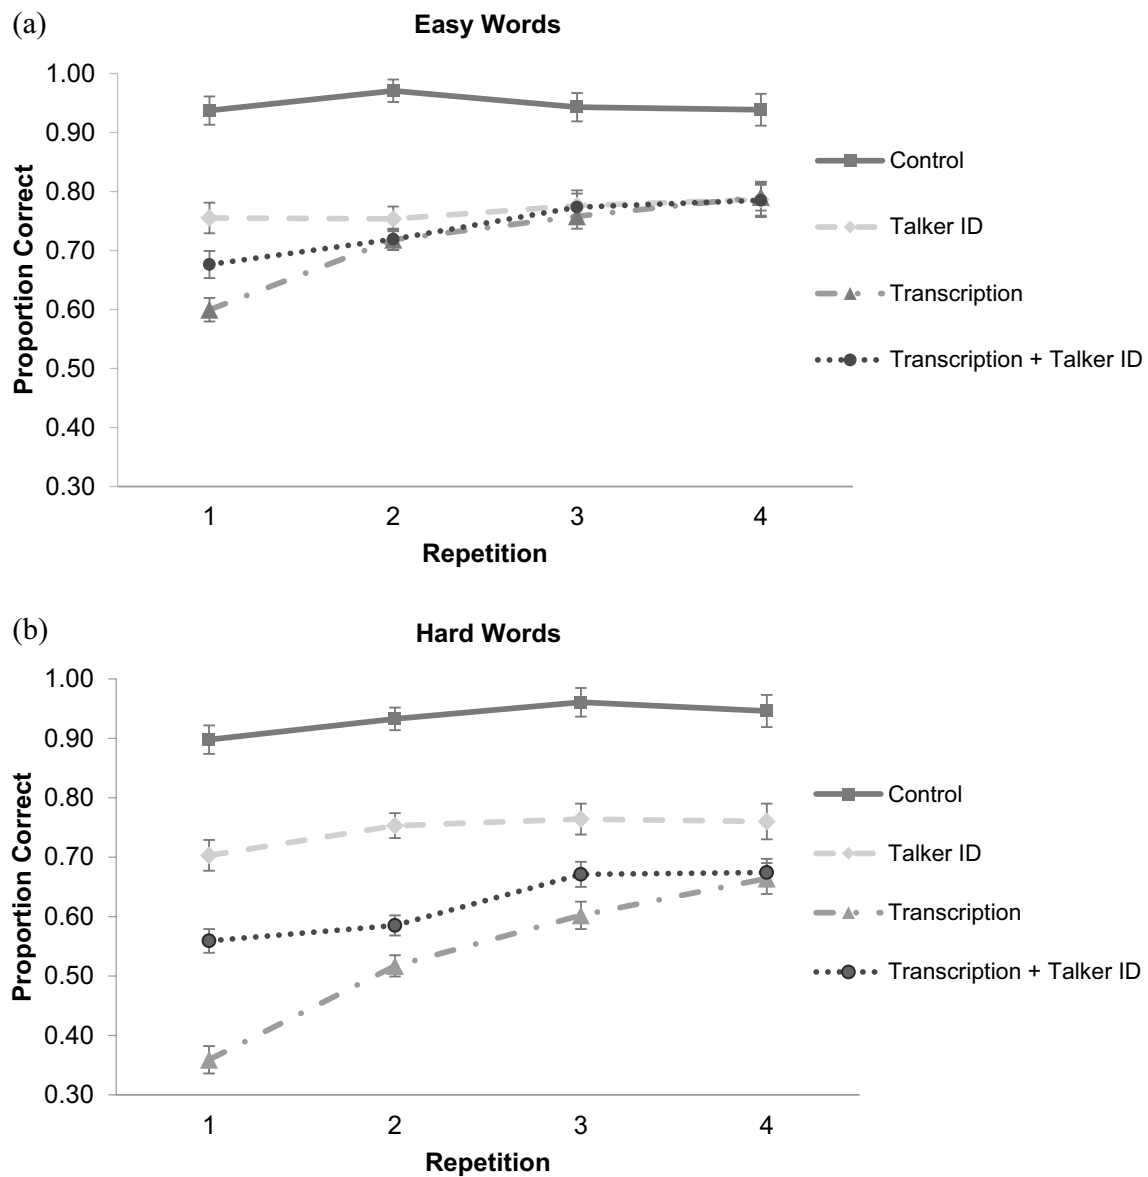 (a)
Easy Words
1.00
0.90
0.80
0.70
0.60
0.50
0.40
0.30
Proportion Correct
1 2 3 4
Repetition
Control
Talker ID
Transcription
Transcription + Talker ID
(b)
Hard Words
1.00
0.90
0.80
0.70
0.60
0.50
0.40
0.30
Proportion Correct
1 2 3 4
Repetition
Control
Talker ID
Transcription
Transcription + Talker ID